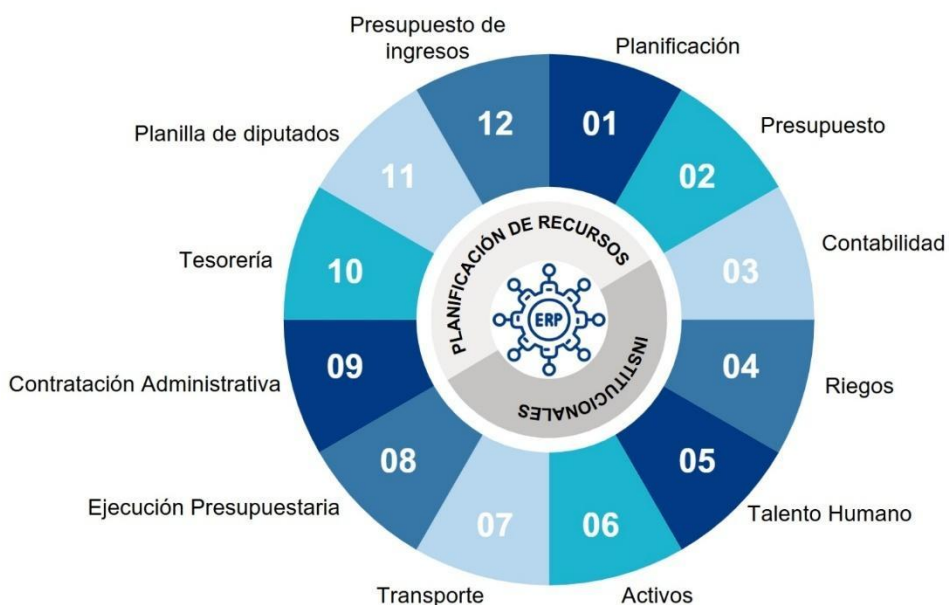 Presupuesto de
ingresos
12
Planificación
01
Presupuesto
02
Contabilidad
03
Riegos
04
Talento Humano
05
Activos
06
Transporte
07
Ejecución Presupuestaria
08
Contratación Administrativa
09
Tesorería
10
Planilla de diputados
11
PLANIFICACIÓN DE RECURSOS
INSTITUCIONALES
ERP